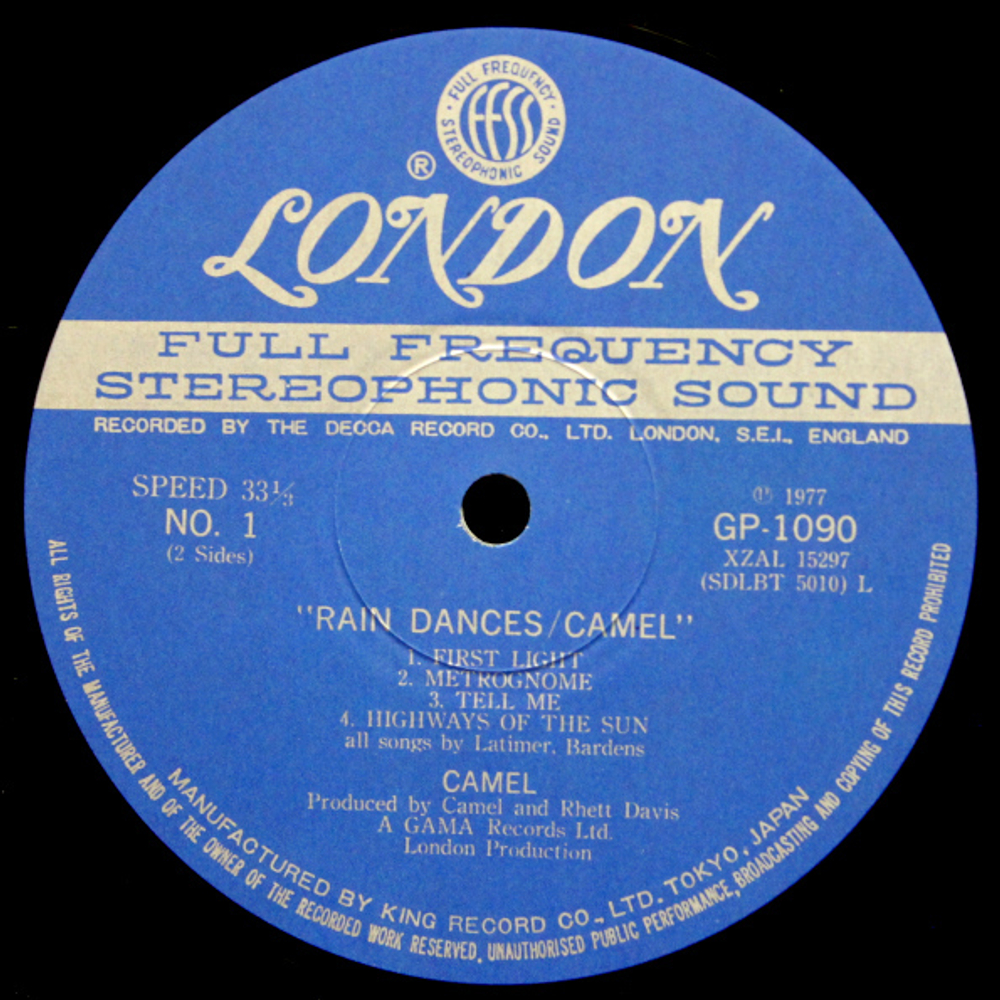 FULL FREQUENCY
ffss
STEREOPHONIC SOUND
®
LONDON
FULL FREQUENCY
STEREOPHONIC SOUND
RECORDED BY THE DECCA RECORD CO., LTD. LONDON, S.E.I., ENGLAND
SPEED 33⅓
NO. 1
(2 Sides)
℗ 1977
GP-1090
XZAL 15297
(SDLBT 5010) L
"RAIN DANCES/CAMEL"
1. FIRST LIGHT
2. METROGNOME
3. TELL ME
4. HIGHWAYS OF THE SUN
all songs by Latimer. Bardens
CAMEL
Produced by Camel and Rhett Davis
A GAMA Records Ltd.
London Production
MANUFACTURED BY KING RECORD CO., LTD. TOKYO, JAPAN
ALL RIGHTS OF THE MANUFACTURER AND OF THE OWNER OF THE RECORDED WORK RESERVED. UNAUTHORISED PUBLIC PERFORMANCE, BROADCASTING AND COPYING OF THIS RECORD PROHIBITED